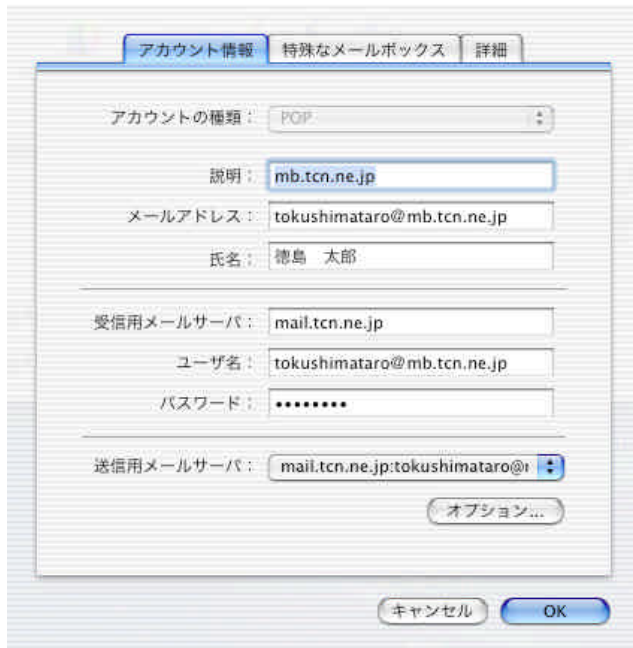 アカウント情報 特殊なメールボックス 詳細
アカウントの種類： POP
説明： mb.tcn.ne.jp
メールアドレス： tokushimataro@mb.tcn.ne.jp
氏名： 徳島　太郎
受信用メールサーバ： mail.tcn.ne.jp
ユーザ名： tokushimataro@mb.tcn.ne.jp
パスワード： ••••••••
送信用メールサーバ： mail.tcn.ne.jp:tokushimataro@
オプション...
キャンセル OK